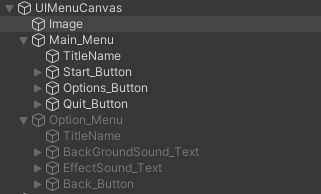 UIMenuCanvas
Image
Main_Menu
TitleName
Start_Button
Options_Button
Quit_Button
Option_Menu
TitleName
BackGroundSound_Text
EffectSound_Text
Back_Button